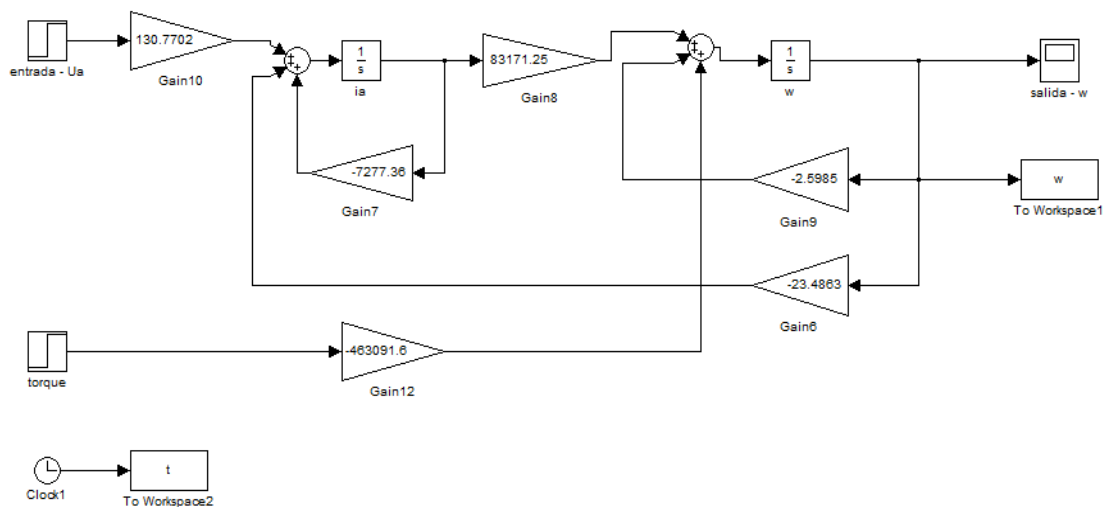 130.7702
entrada - Ua
Gain10
1
s
ia
83171.25
Gain8
1
s
w
salida - w
-7277.36
Gain7
-2.5985
Gain9
w
To Workspace1
-23.4863
Gain6
torque
-463091.6
Gain12
Clock1
t
To Workspace2